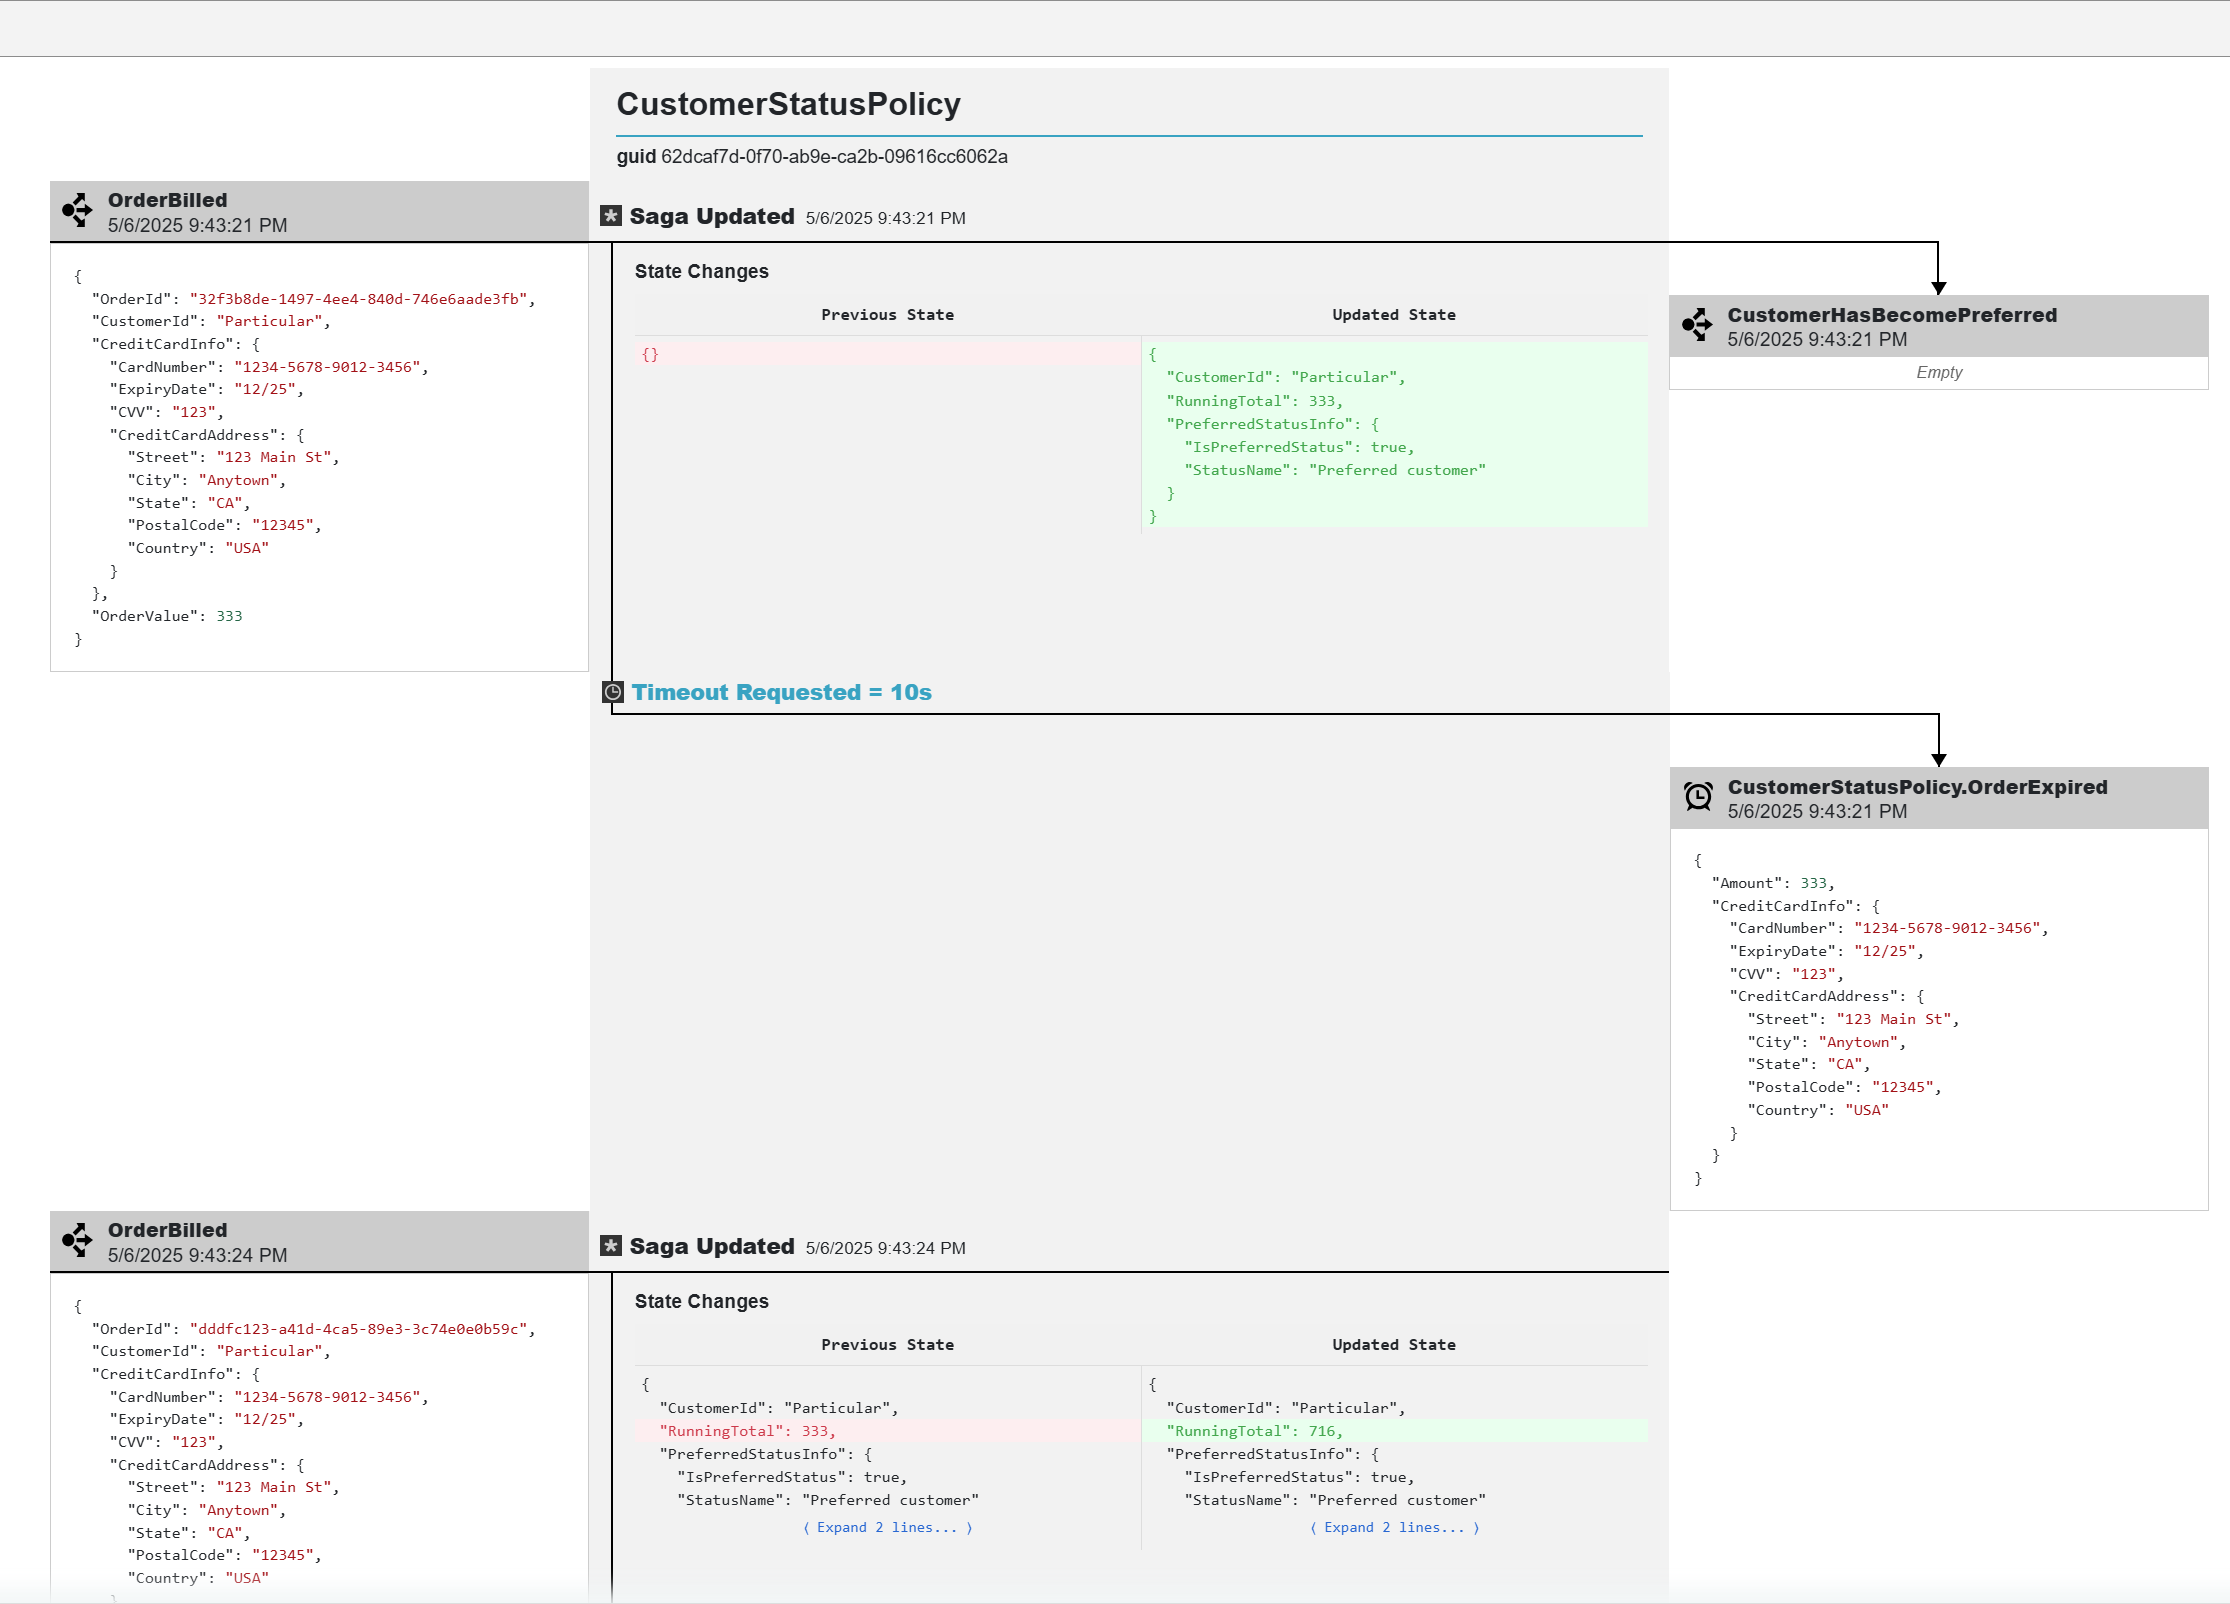 CustomerStatusPolicy
guid 62dcaf7d-0f70-ab9e-ca2b-09616cc6062a
OrderBilled
5/6/2025 9:43:21 PM
{
"OrderId": "32f3b8de-1497-4ee4-840d-746e6aade3fb",
"CustomerId": "Particular",
"CreditCardInfo": {
"CardNumber": "1234-5678-9012-3456",
"ExpiryDate": "12/25",
"CVV": "123",
"CreditCardAddress": {
"Street": "123 Main St",
"City": "Anytown",
"State": "CA",
"PostalCode": "12345",
"Country": "USA"
}
},
"OrderValue": 333
}
Saga Updated 5/6/2025 9:43:21 PM
State Changes
Previous State
Updated State
{}
{
"CustomerId": "Particular",
"RunningTotal": 333,
"PreferredStatusInfo": {
"IsPreferredStatus": true,
"StatusName": "Preferred customer"
}
}
CustomerHasBecomePreferred
5/6/2025 9:43:21 PM
Empty
Timeout Requested = 10s
CustomerStatusPolicy.OrderExpired
5/6/2025 9:43:21 PM
{
"Amount": 333,
"CreditCardInfo": {
"CardNumber": "1234-5678-9012-3456",
"ExpiryDate": "12/25",
"CVV": "123",
"CreditCardAddress": {
"Street": "123 Main St",
"City": "Anytown",
"State": "CA",
"PostalCode": "12345",
"Country": "USA"
}
}
}
OrderBilled
5/6/2025 9:43:24 PM
{
"OrderId": "dddfc123-a41d-4ca5-89e3-3c74e0e0b59c",
"CustomerId": "Particular",
"CreditCardInfo": {
"CardNumber": "1234-5678-9012-3456",
"ExpiryDate": "12/25",
"CVV": "123",
"CreditCardAddress": {
"Street": "123 Main St",
"City": "Anytown",
"State": "CA",
"PostalCode": "12345",
"Country": "USA"
}
Saga Updated 5/6/2025 9:43:24 PM
State Changes
Previous State
Updated State
{
"CustomerId": "Particular",
"RunningTotal": 333,
"PreferredStatusInfo": {
"IsPreferredStatus": true,
"StatusName": "Preferred customer"
⟨ Expand 2 lines... ⟩
{
"CustomerId": "Particular",
"RunningTotal": 716,
"PreferredStatusInfo": {
"IsPreferredStatus": true,
"StatusName": "Preferred customer"
⟨ Expand 2 lines... ⟩